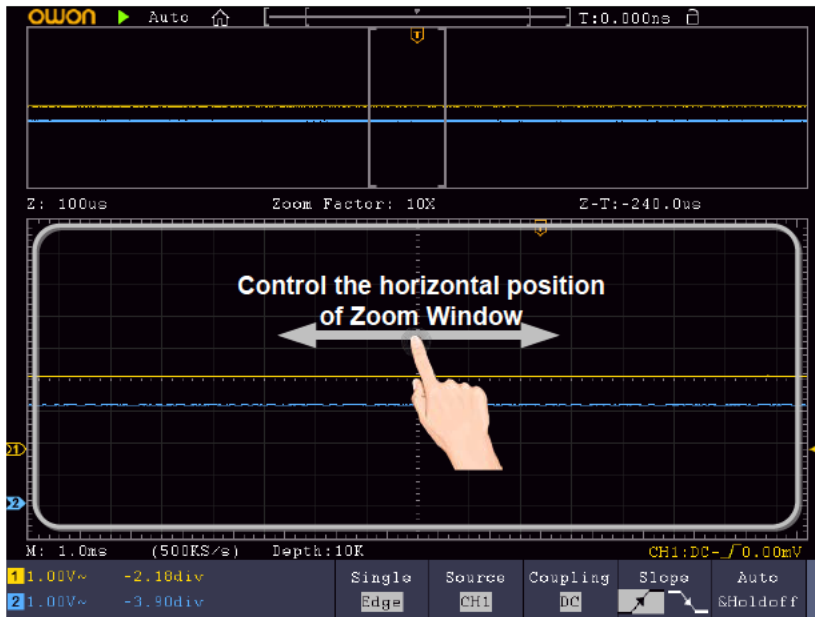 OWON Auto T:0.000ns
T
Z: 100us Zoom Factor: 10X Z-T:-240.0us
T
Control the horizontal position
of Zoom Window
1
2
M: 1.0ms (500KS/s) Depth:10K CH1:DC- 0.00mV
1 1.00V~ -2.18div Single Source Coupling Slope Auto
2 1.00V~ -3.90div Edge CH1 DC &Holdoff